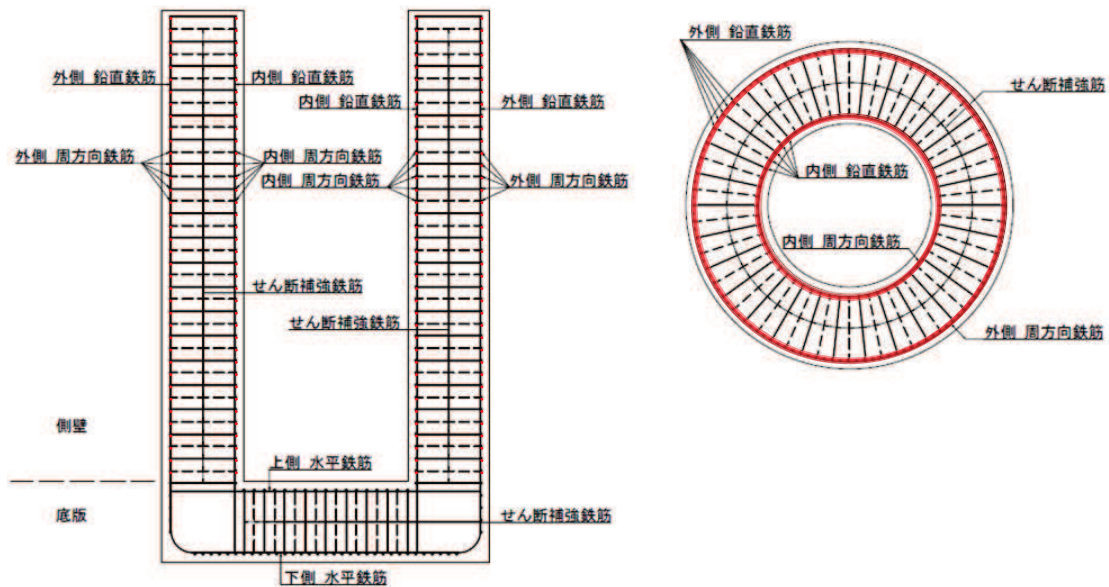 外側 鉛直鉄筋
内側 鉛直鉄筋
内側 鉛直鉄筋
外側 鉛直鉄筋
外側 周方向鉄筋
内側 周方向鉄筋
内側 周方向鉄筋
外側 周方向鉄筋
せん断補強鉄筋
せん断補強鉄筋
側壁
上側 水平鉄筋
底版
せん断補強鉄筋
下側 水平鉄筋
外側 鉛直鉄筋
せん断補強筋
内側 鉛直鉄筋
内側 周方向鉄筋
外側 周方向鉄筋